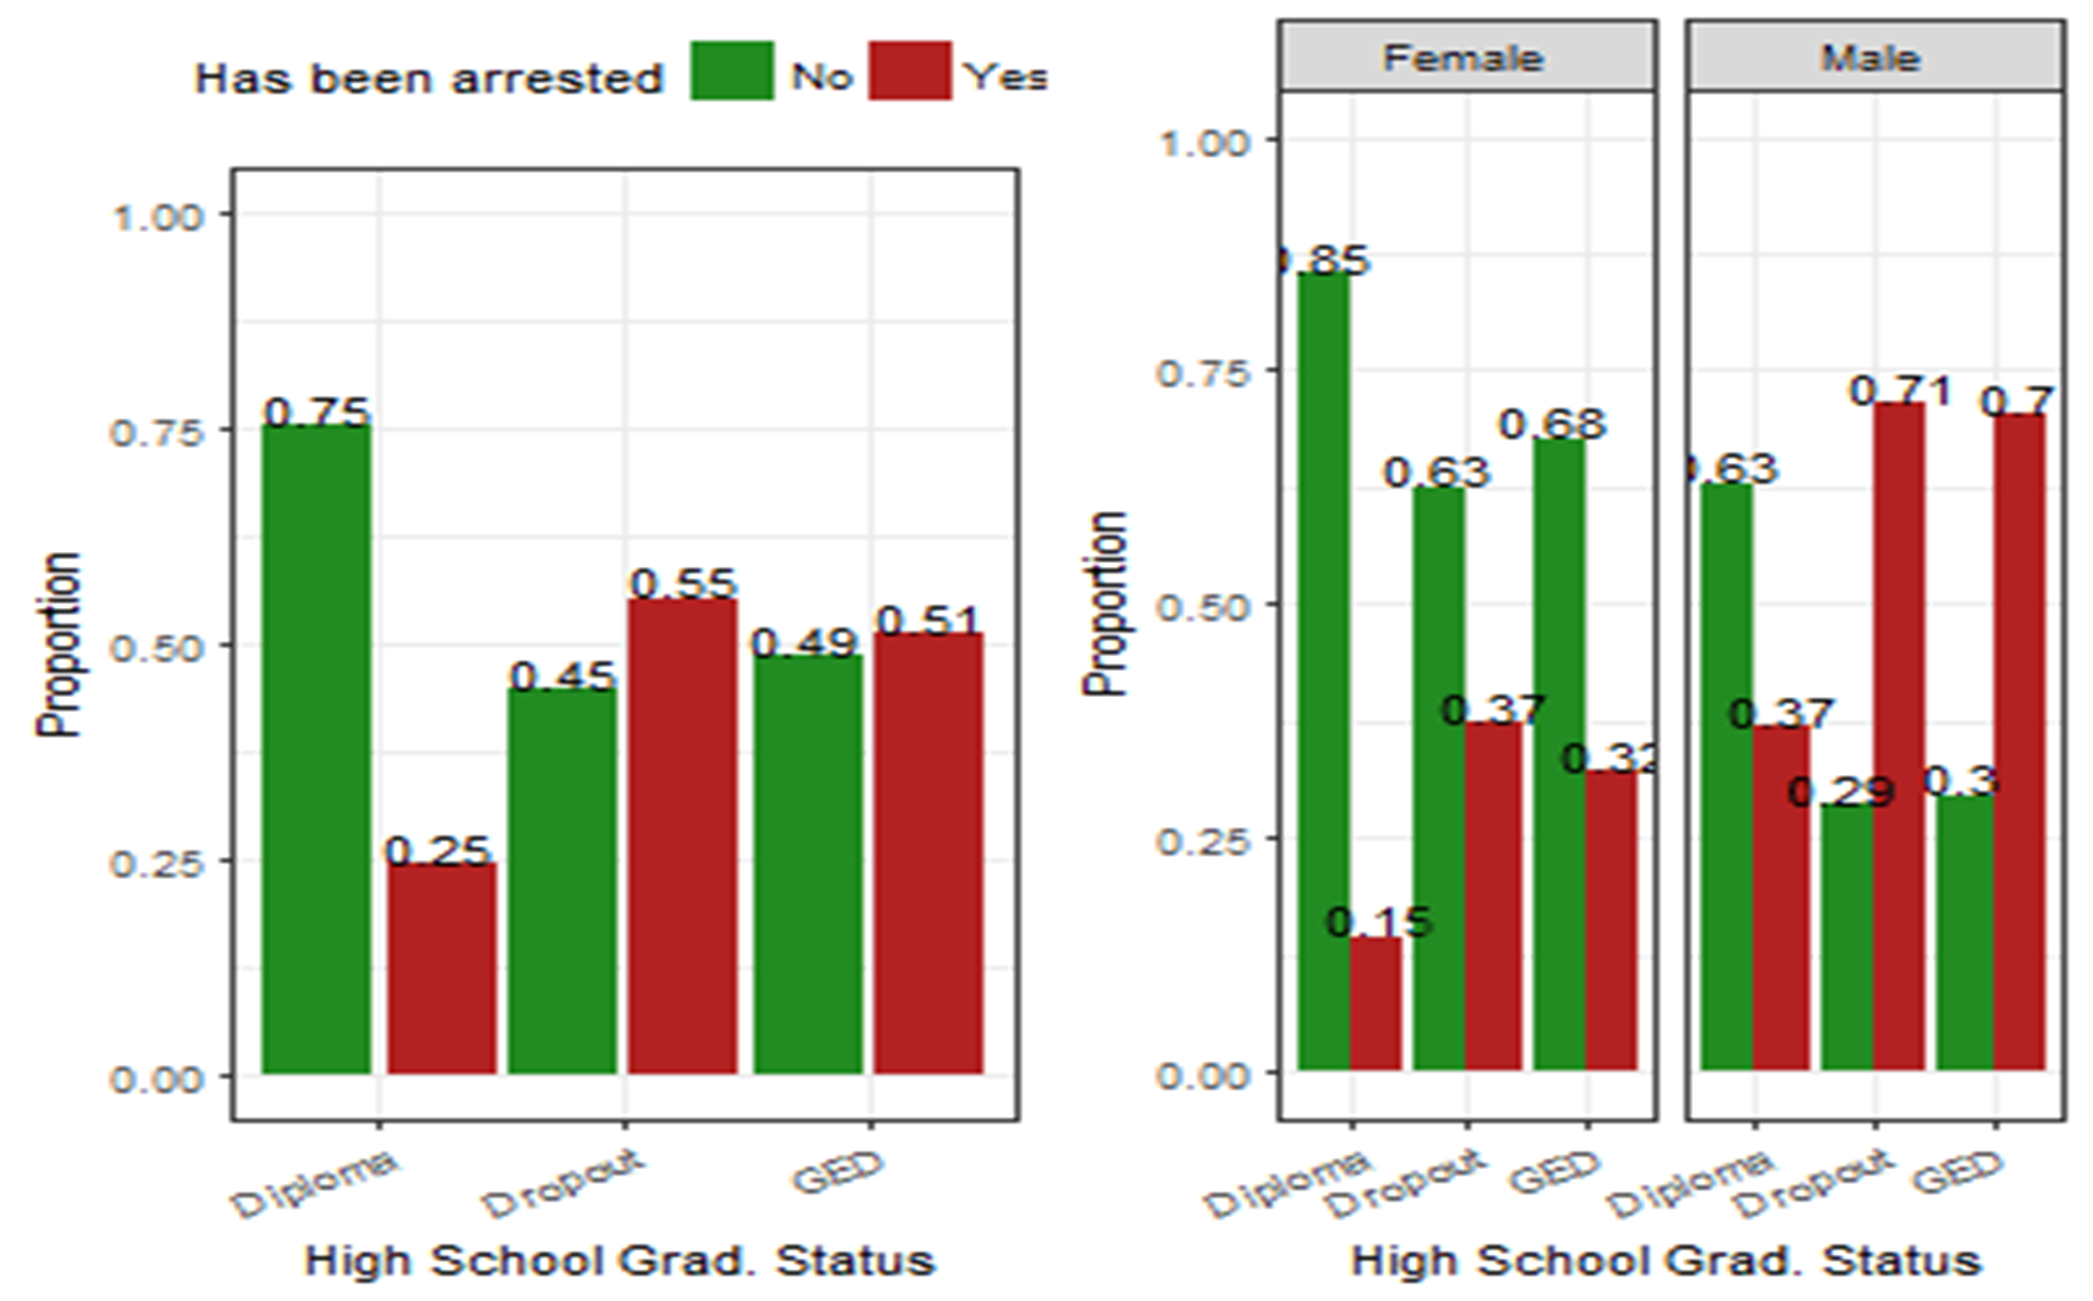 Has been arrested No Yes
1.00
0.75
0.50
0.25
0.00
Proportion
0.75
0.25
0.45
0.55
0.49
0.51
Diploma
Dropout
GED
High School Grad. Status
Female
Male
1.00
0.75
0.50
0.25
0.00
Proportion
.85
0.15
0.63
0.37
0.68
0.32
.63
0.37
0.29
0.71
0.3
0.7
Diploma
Dropout
GED
Diploma
Dropout
GED
High School Grad. Status